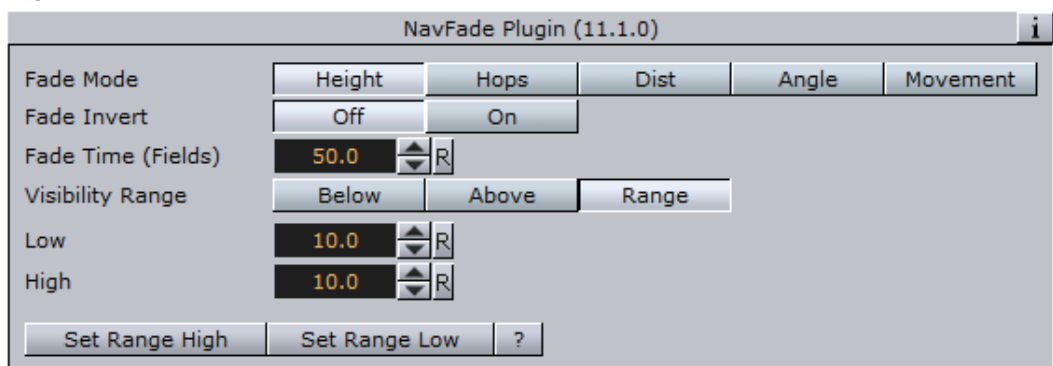 NavFade Plugin (11.1.0) i
Fade Mode Height Hops Dist Angle Movement
Fade Invert Off On
Fade Time (Fields) 50.0 R
Visibility Range Below Above Range
Low 10.0 R
High 10.0 R
Set Range High Set Range Low ?